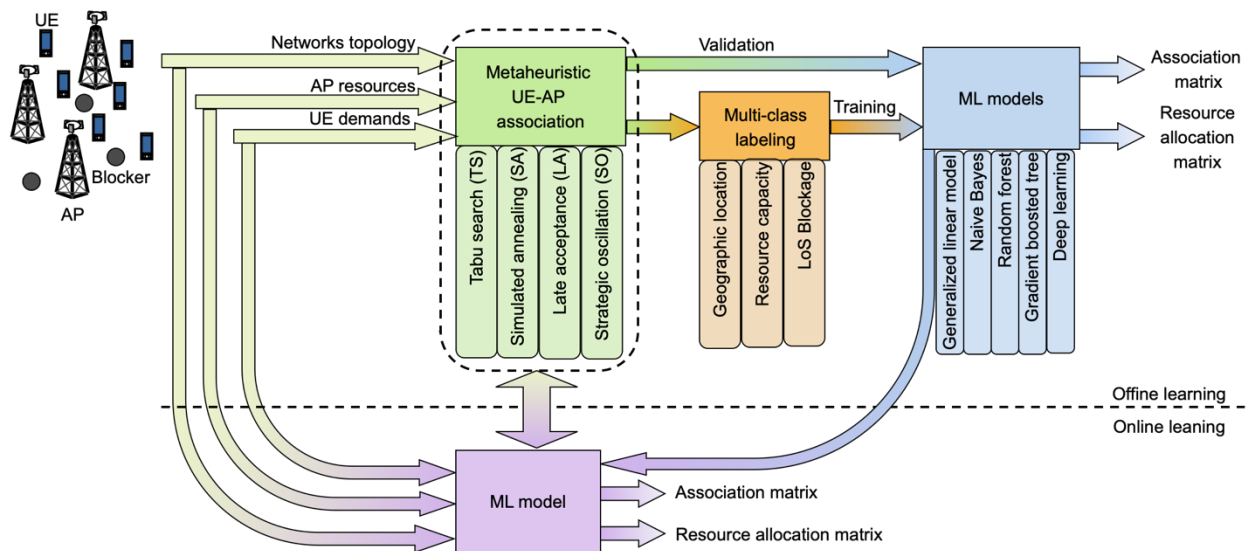 UE
Blocker
AP
Networks topology
AP resources
UE demands
Metaheuristic
UE-AP
association
Tabu search (TS)
Simulated annealing (SA)
Late acceptance (LA)
Strategic oscillation (SO)
Validation
Multi-class
labeling
Geographic location
Resource capacity
LoS Blockage
Training
ML models
Generalized linear model
Naive Bayes
Random forest
Gradient boosted tree
Deep learning
Association
matrix
Resource
allocation
matrix
Offine learning
Online leaning
ML model
Association matrix
Resource allocation matrix